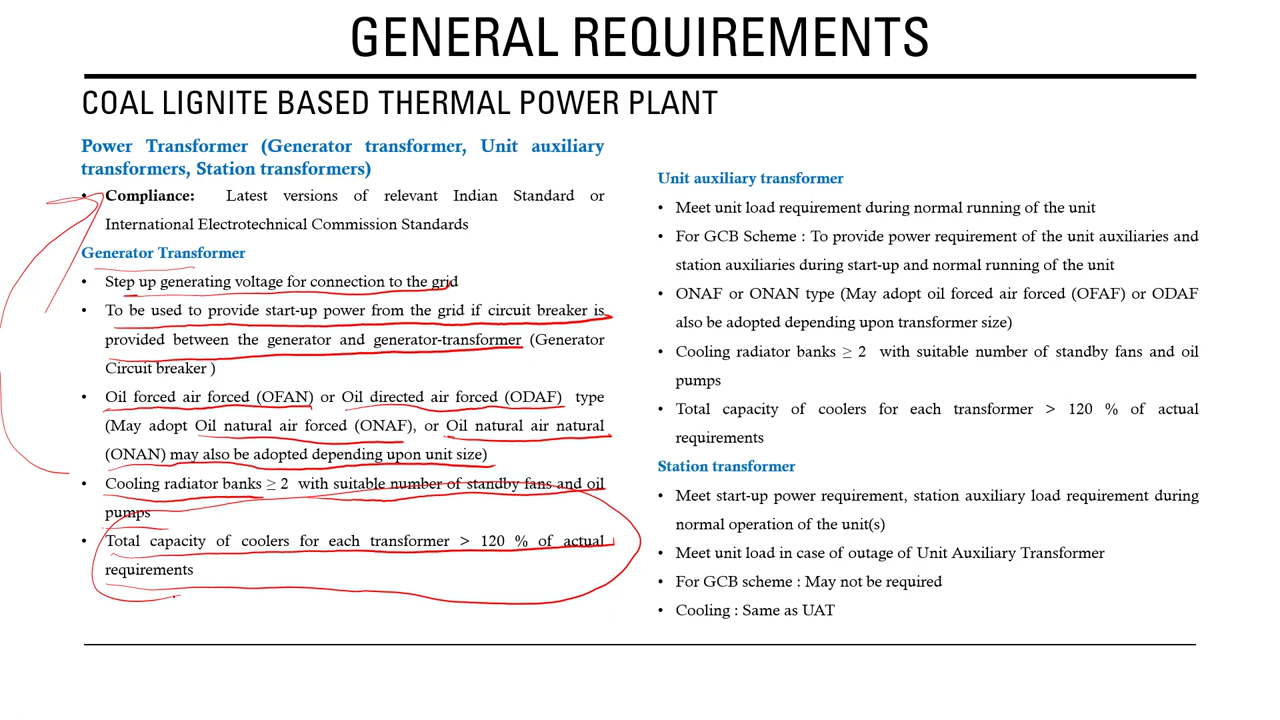 GENERAL REQUIREMENTS
COAL LIGNITE BASED THERMAL POWER PLANT
Power Transformer (Generator transformer, Unit auxiliary
transformers, Station transformers)
• Compliance: Latest versions of relevant Indian Standard or
International Electrotechnical Commission Standards
Generator Transformer
• Step up generating voltage for connection to the grid
• To be used to provide start-up power from the grid if circuit breaker is
provided between the generator and generator-transformer (Generator
Circuit breaker )
• Oil forced air forced (OFAN) or Oil directed air forced (ODAF) type
(May adopt Oil natural air forced (ONAF), or Oil natural air natural
(ONAN) may also be adopted depending upon unit size)
• Cooling radiator banks ≥ 2 with suitable number of standby fans and oil
pumps
• Total capacity of coolers for each transformer > 120 % of actual
requirements
Unit auxiliary transformer
• Meet unit load requirement during normal running of the unit
• For GCB Scheme : To provide power requirement of the unit auxiliaries and
station auxiliaries during start-up and normal running of the unit
• ONAF or ONAN type (May adopt oil forced air forced (OFAF) or ODAF
also be adopted depending upon transformer size)
• Cooling radiator banks ≥ 2 with suitable number of standby fans and oil
pumps
• Total capacity of coolers for each transformer > 120 % of actual
requirements
Station transformer
• Meet start-up power requirement, station auxiliary load requirement during
normal operation of the unit(s)
• Meet unit load in case of outage of Unit Auxiliary Transformer
• For GCB scheme : May not be required
• Cooling : Same as UAT